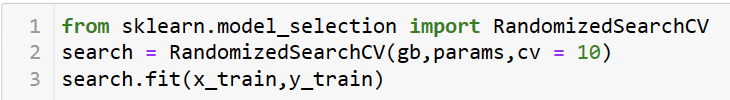 1 from sklearn.model_selection import RandomizedSearchCV
2 search = RandomizedSearchCV(gb,params,cv = 10)
3 search.fit(x_train,y_train)